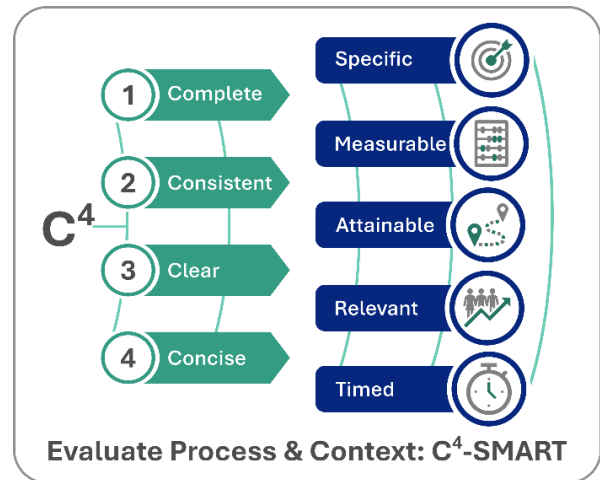 C⁴
1 Complete
2 Consistent
3 Clear
4 Concise
Specific
Measurable
Attainable
Relevant
Timed
Evaluate Process & Context: C⁴-SMART